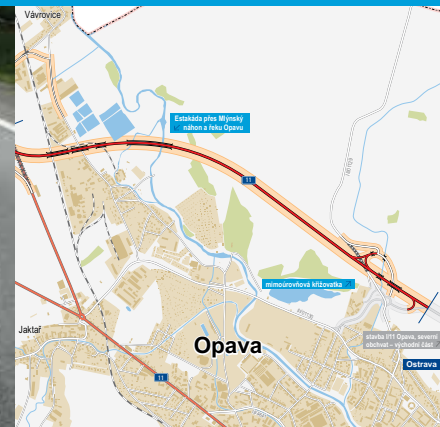 Vávrovice
Estakáda přes Mlýnský
náhon a řeku Opavu
11
mimoúrovňová křižovatka
Jaktař
Opava
stavba I/11 Opava, severní
obchvat – východní část
Ostrava
11